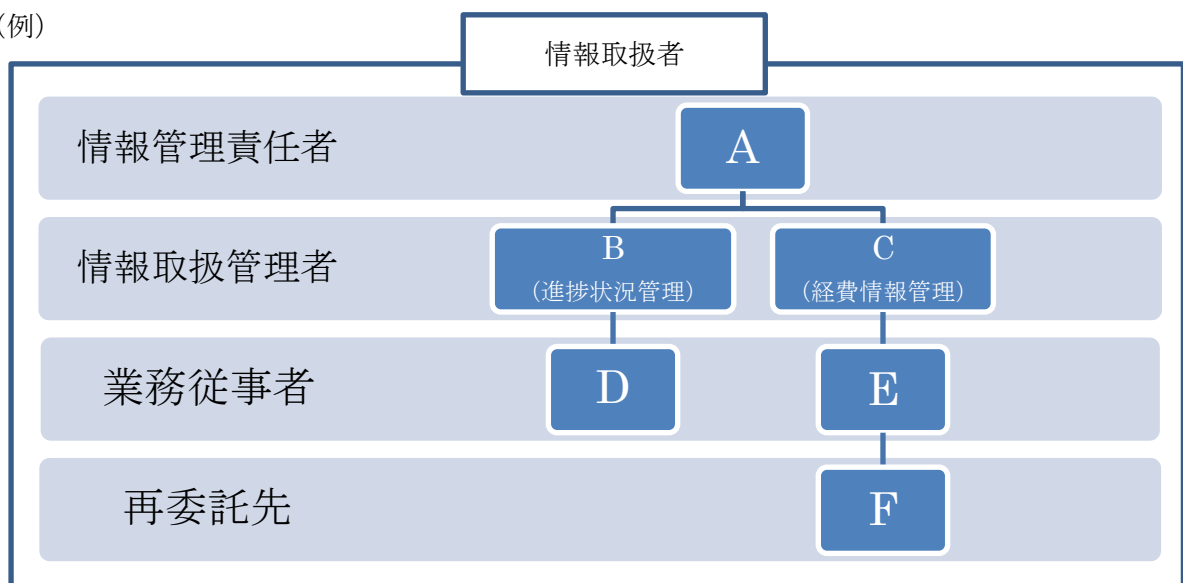 (例)
情報取扱者
情報管理責任者
A
情報取扱管理者
B
(進捗状況管理)
C
(経費情報管理)
業務従事者
D
E
再委託先
F